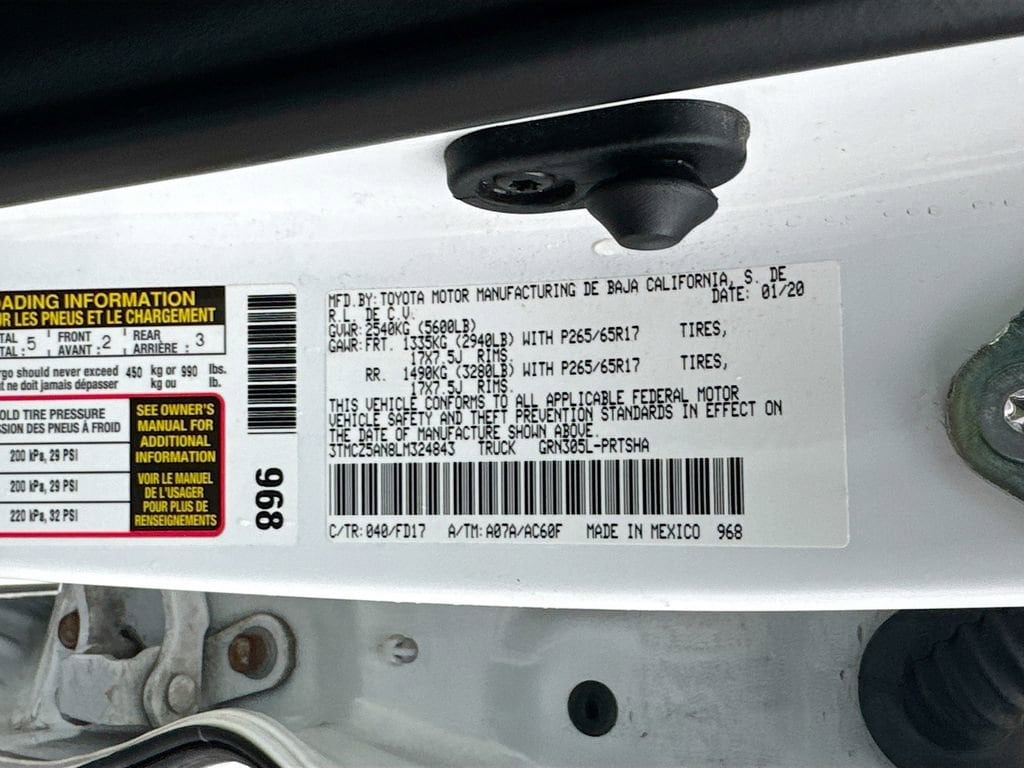 OADING INFORMATION
UR LES PNEUS ET LE CHARGEMENT
TAL
TAL : 5 FRONT AVANT : 2 REAR ARRIÈRE : 3
rgo should never exceed 450 kg or 990 lbs.
t ne doit jamais dépasser kg ou lb.
OLD TIRE PRESSURE
SSION DES PNEUS À FROID
200 kPa, 29 PSI
200 kPa, 29 PSI
220 kPa, 32 PSI
SEE OWNER'S
MANUAL FOR
ADDITIONAL
INFORMATION
VOIR LE MANUEL
DE L'USAGER
POUR PLUS DE
RENSEIGNEMENTS
968
MFD.BY:TOYOTA MOTOR MANUFACTURING DE BAJA CALIFORNIA, S. DE
R.L. DE C.V. DATE: 01/20
GVWR:2540KG (5600LB)
GAWR:FRT. 1335KG (2940LB) WITH P265/65R17 TIRES,
17X7.5J RIMS.
RR. 1490KG (3280LB) WITH P265/65R17 TIRES,
17X7.5J RIMS.
THIS VEHICLE CONFORMS TO ALL APPLICABLE FEDERAL MOTOR
VEHICLE SAFETY AND THEFT PREVENTION STANDARDS IN EFFECT ON
THE DATE OF MANUFACTURE SHOWN ABOVE.
3TMCZ5AN8LM324843 TRUCK GRN305L-PRTSHA
C/TR:040/FD17 A/TM:A07A/AC60F MADE IN MEXICO 968